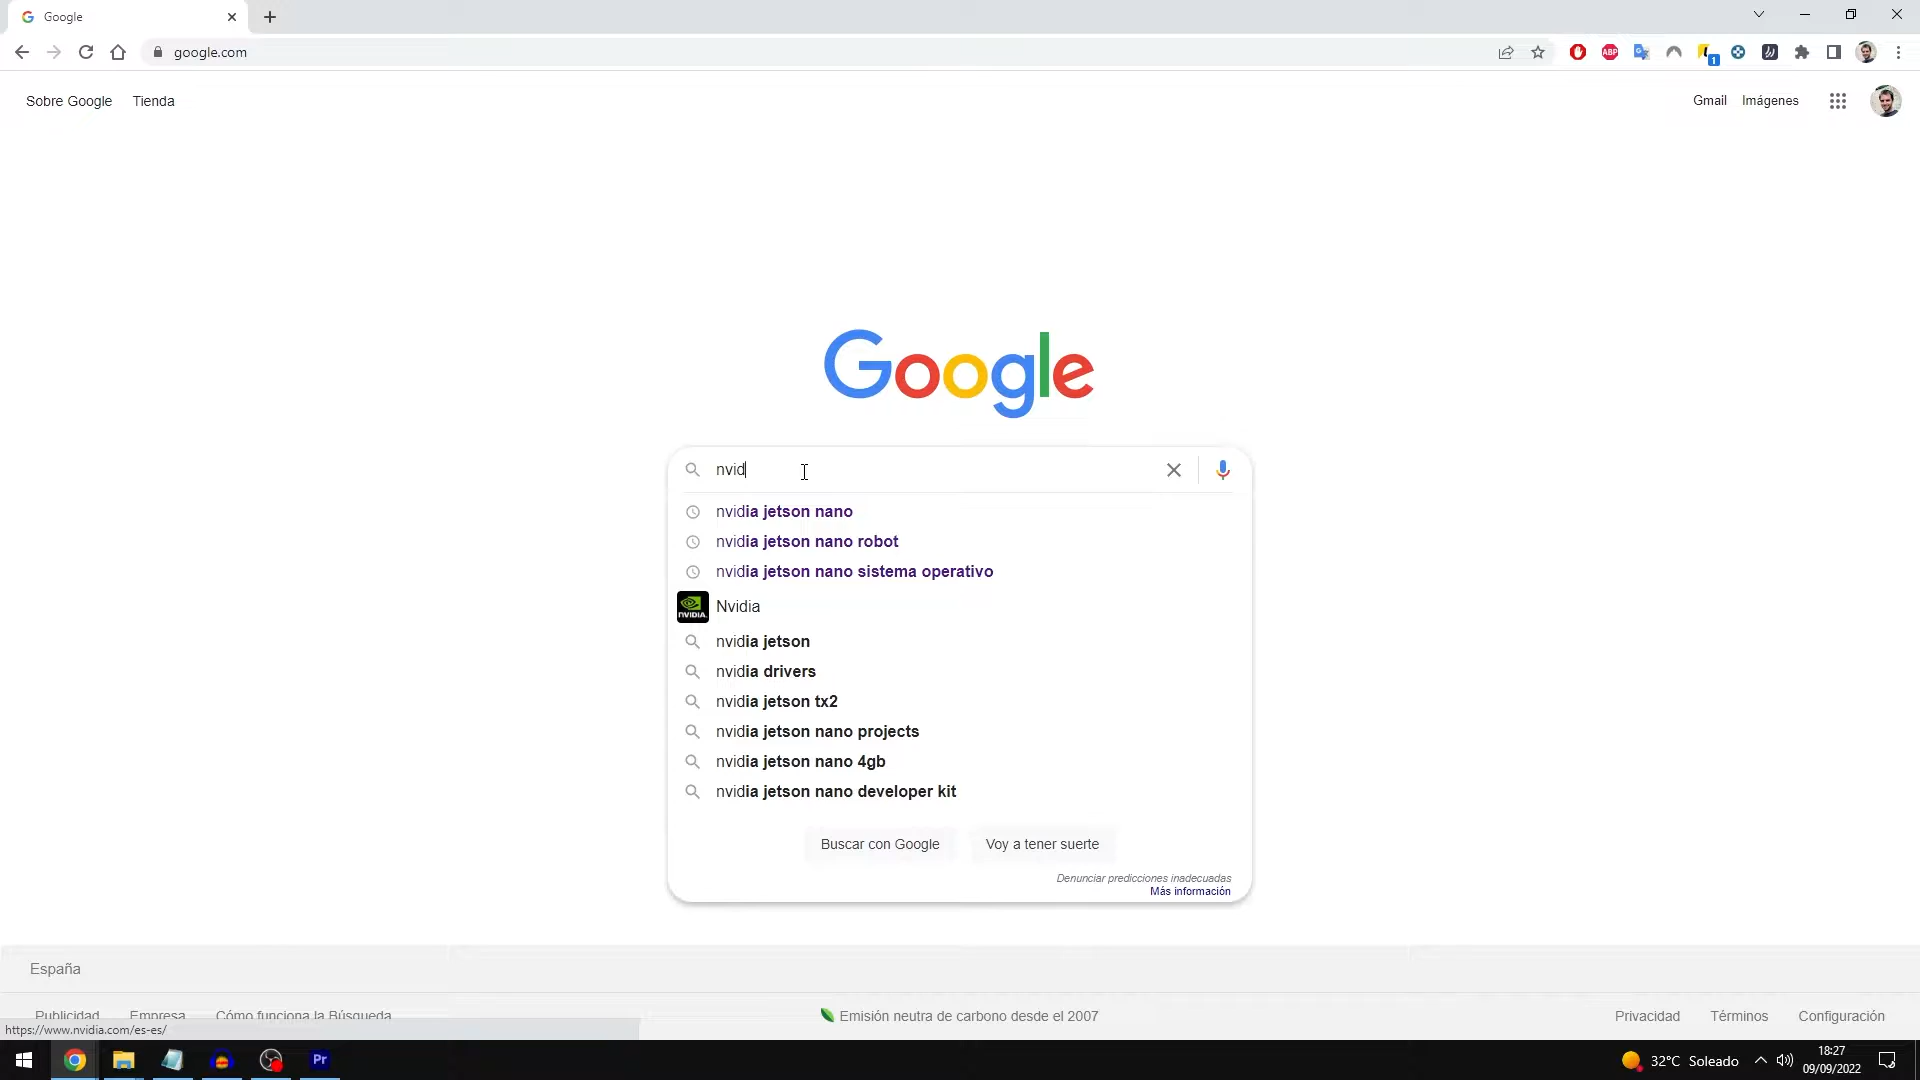 Google
google.com
ABP
1
Sobre Google Tienda
Gmail Imágenes
Google
nvid
nvidia jetson nano
nvidia jetson nano robot
nvidia jetson nano sistema operativo
NVIDIA.
Nvidia
nvidia jetson
nvidia drivers
nvidia jetson tx2
nvidia jetson nano projects
nvidia jetson nano 4gb
nvidia jetson nano developer kit
Buscar con Google Voy a tener suerte
Denunciar predicciones inadecuadas
Más información
España
Publicidad Empresa Cómo funciona la Búsqueda
Emisión neutra de carbono desde el 2007
Privacidad Términos Configuración
https://www.nvidia.com/es-es/
Pr
32°C Soleado
18:27
09/09/2022